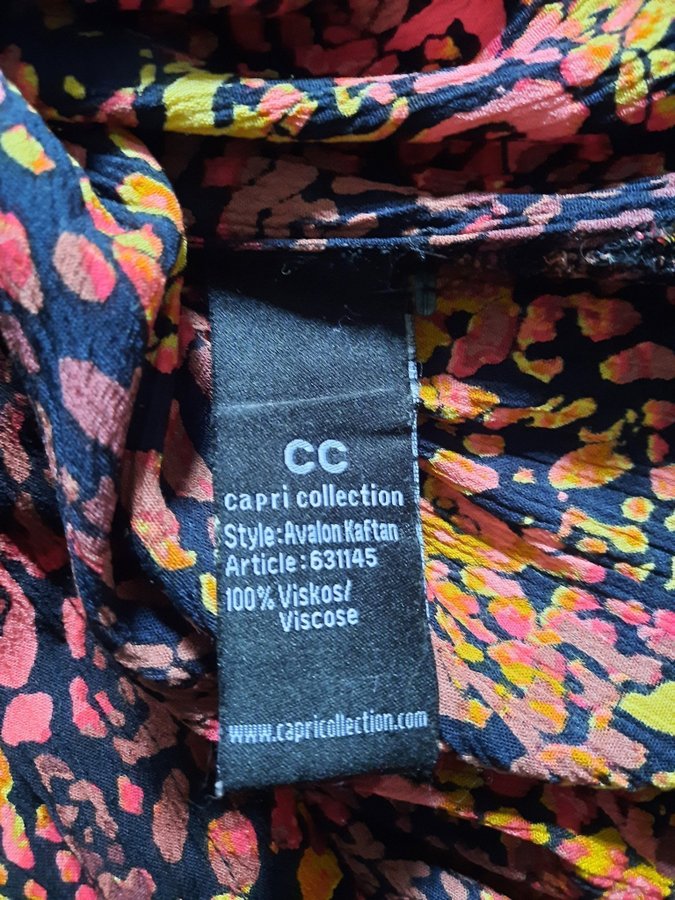 CC
capri collection
Style:Avalon Kaftan
Article:631145
100% Viskos/
Viscose
www.capricollection.com